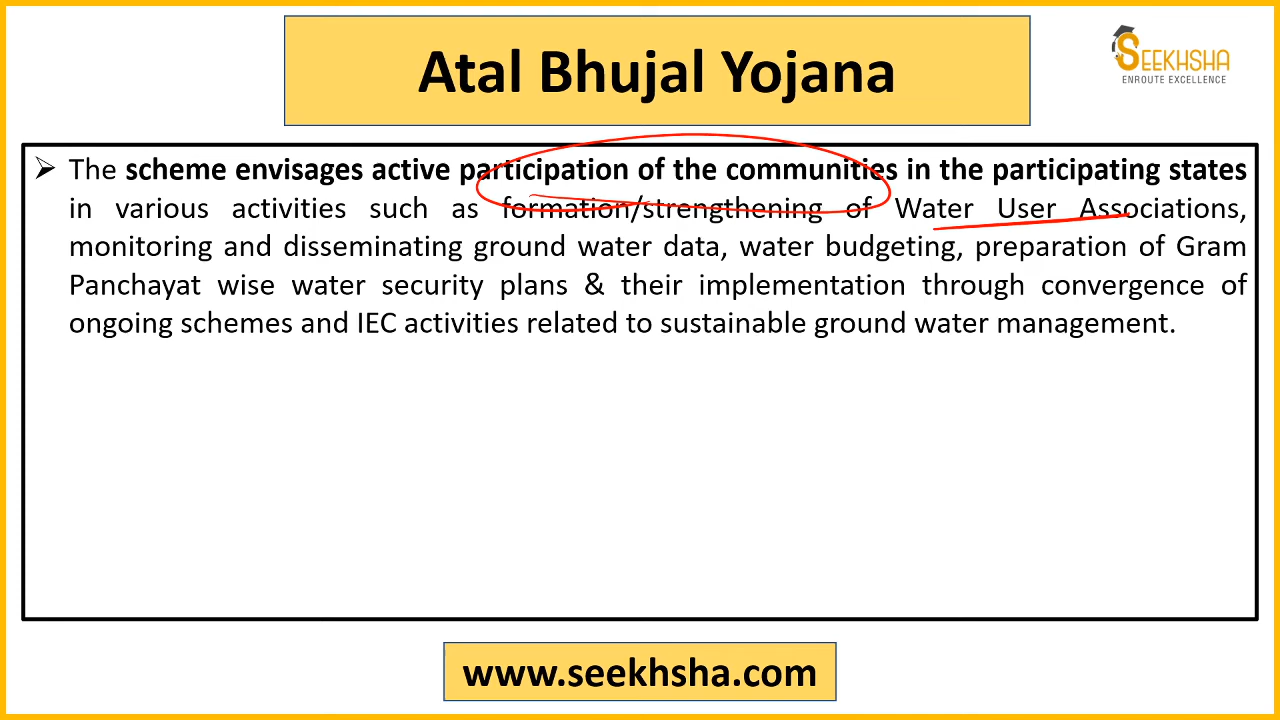 Atal Bhujal Yojana
SEEKHSHA
ENROUTE EXCELLENCE
➢ The scheme envisages active participation of the communities in the participating states
in various activities such as formation/strengthening of Water User Associations,
monitoring and disseminating ground water data, water budgeting, preparation of Gram
Panchayat wise water security plans & their implementation through convergence of
ongoing schemes and IEC activities related to sustainable ground water management.
www.seekhsha.com